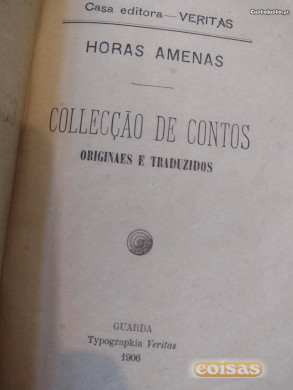 Casa editora — VERITAS
HORAS AMENAS
COLLECÇÃO DE CONTOS
ORIGINAES E TRADUZIDOS
GUARDA
Typographia Veritas
1906
coisas